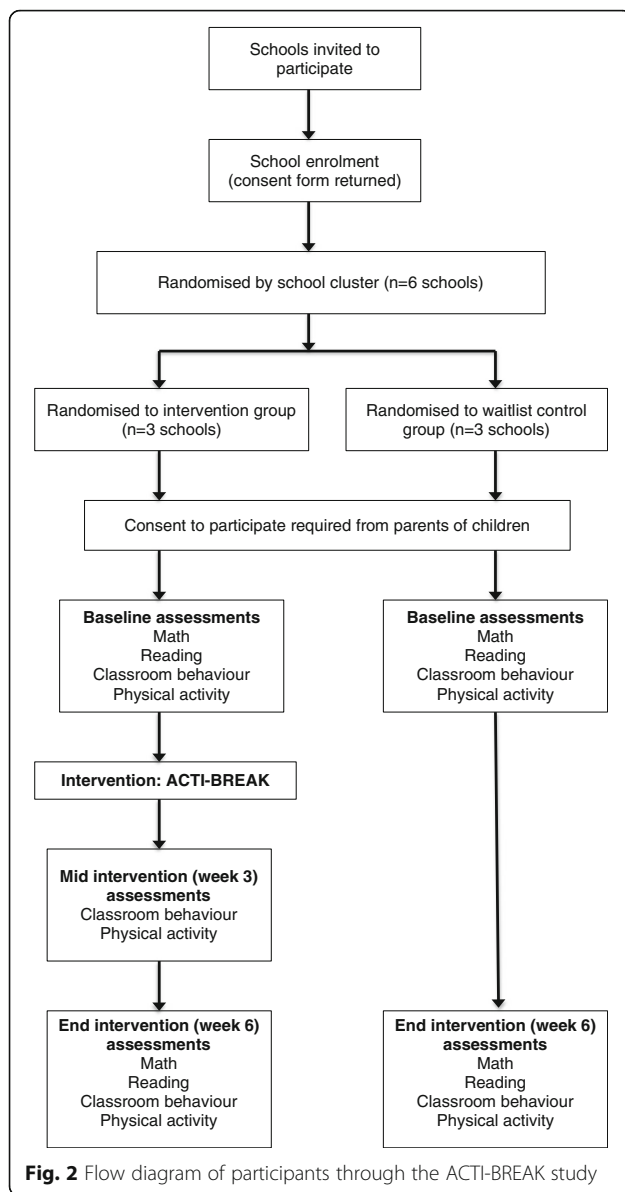 Schools invited to
participate
School enrolment
(consent form returned)
Randomised by school cluster (n=6 schools)
Randomised to intervention group
(n=3 schools)
Randomised to waitlist control
group (n=3 schools)
Consent to participate required from parents of children
Baseline assessments
Math
Reading
Classroom behaviour
Physical activity
Baseline assessments
Math
Reading
Classroom behaviour
Physical activity
Intervention: ACTI-BREAK
Mid intervention (week 3)
assessments
Classroom behaviour
Physical activity
End intervention (week 6)
assessments
Math
Reading
Classroom behaviour
Physical activity
End intervention (week 6)
assessments
Math
Reading
Classroom behaviour
Physical activity
Fig. 2 Flow diagram of participants through the ACTI-BREAK study